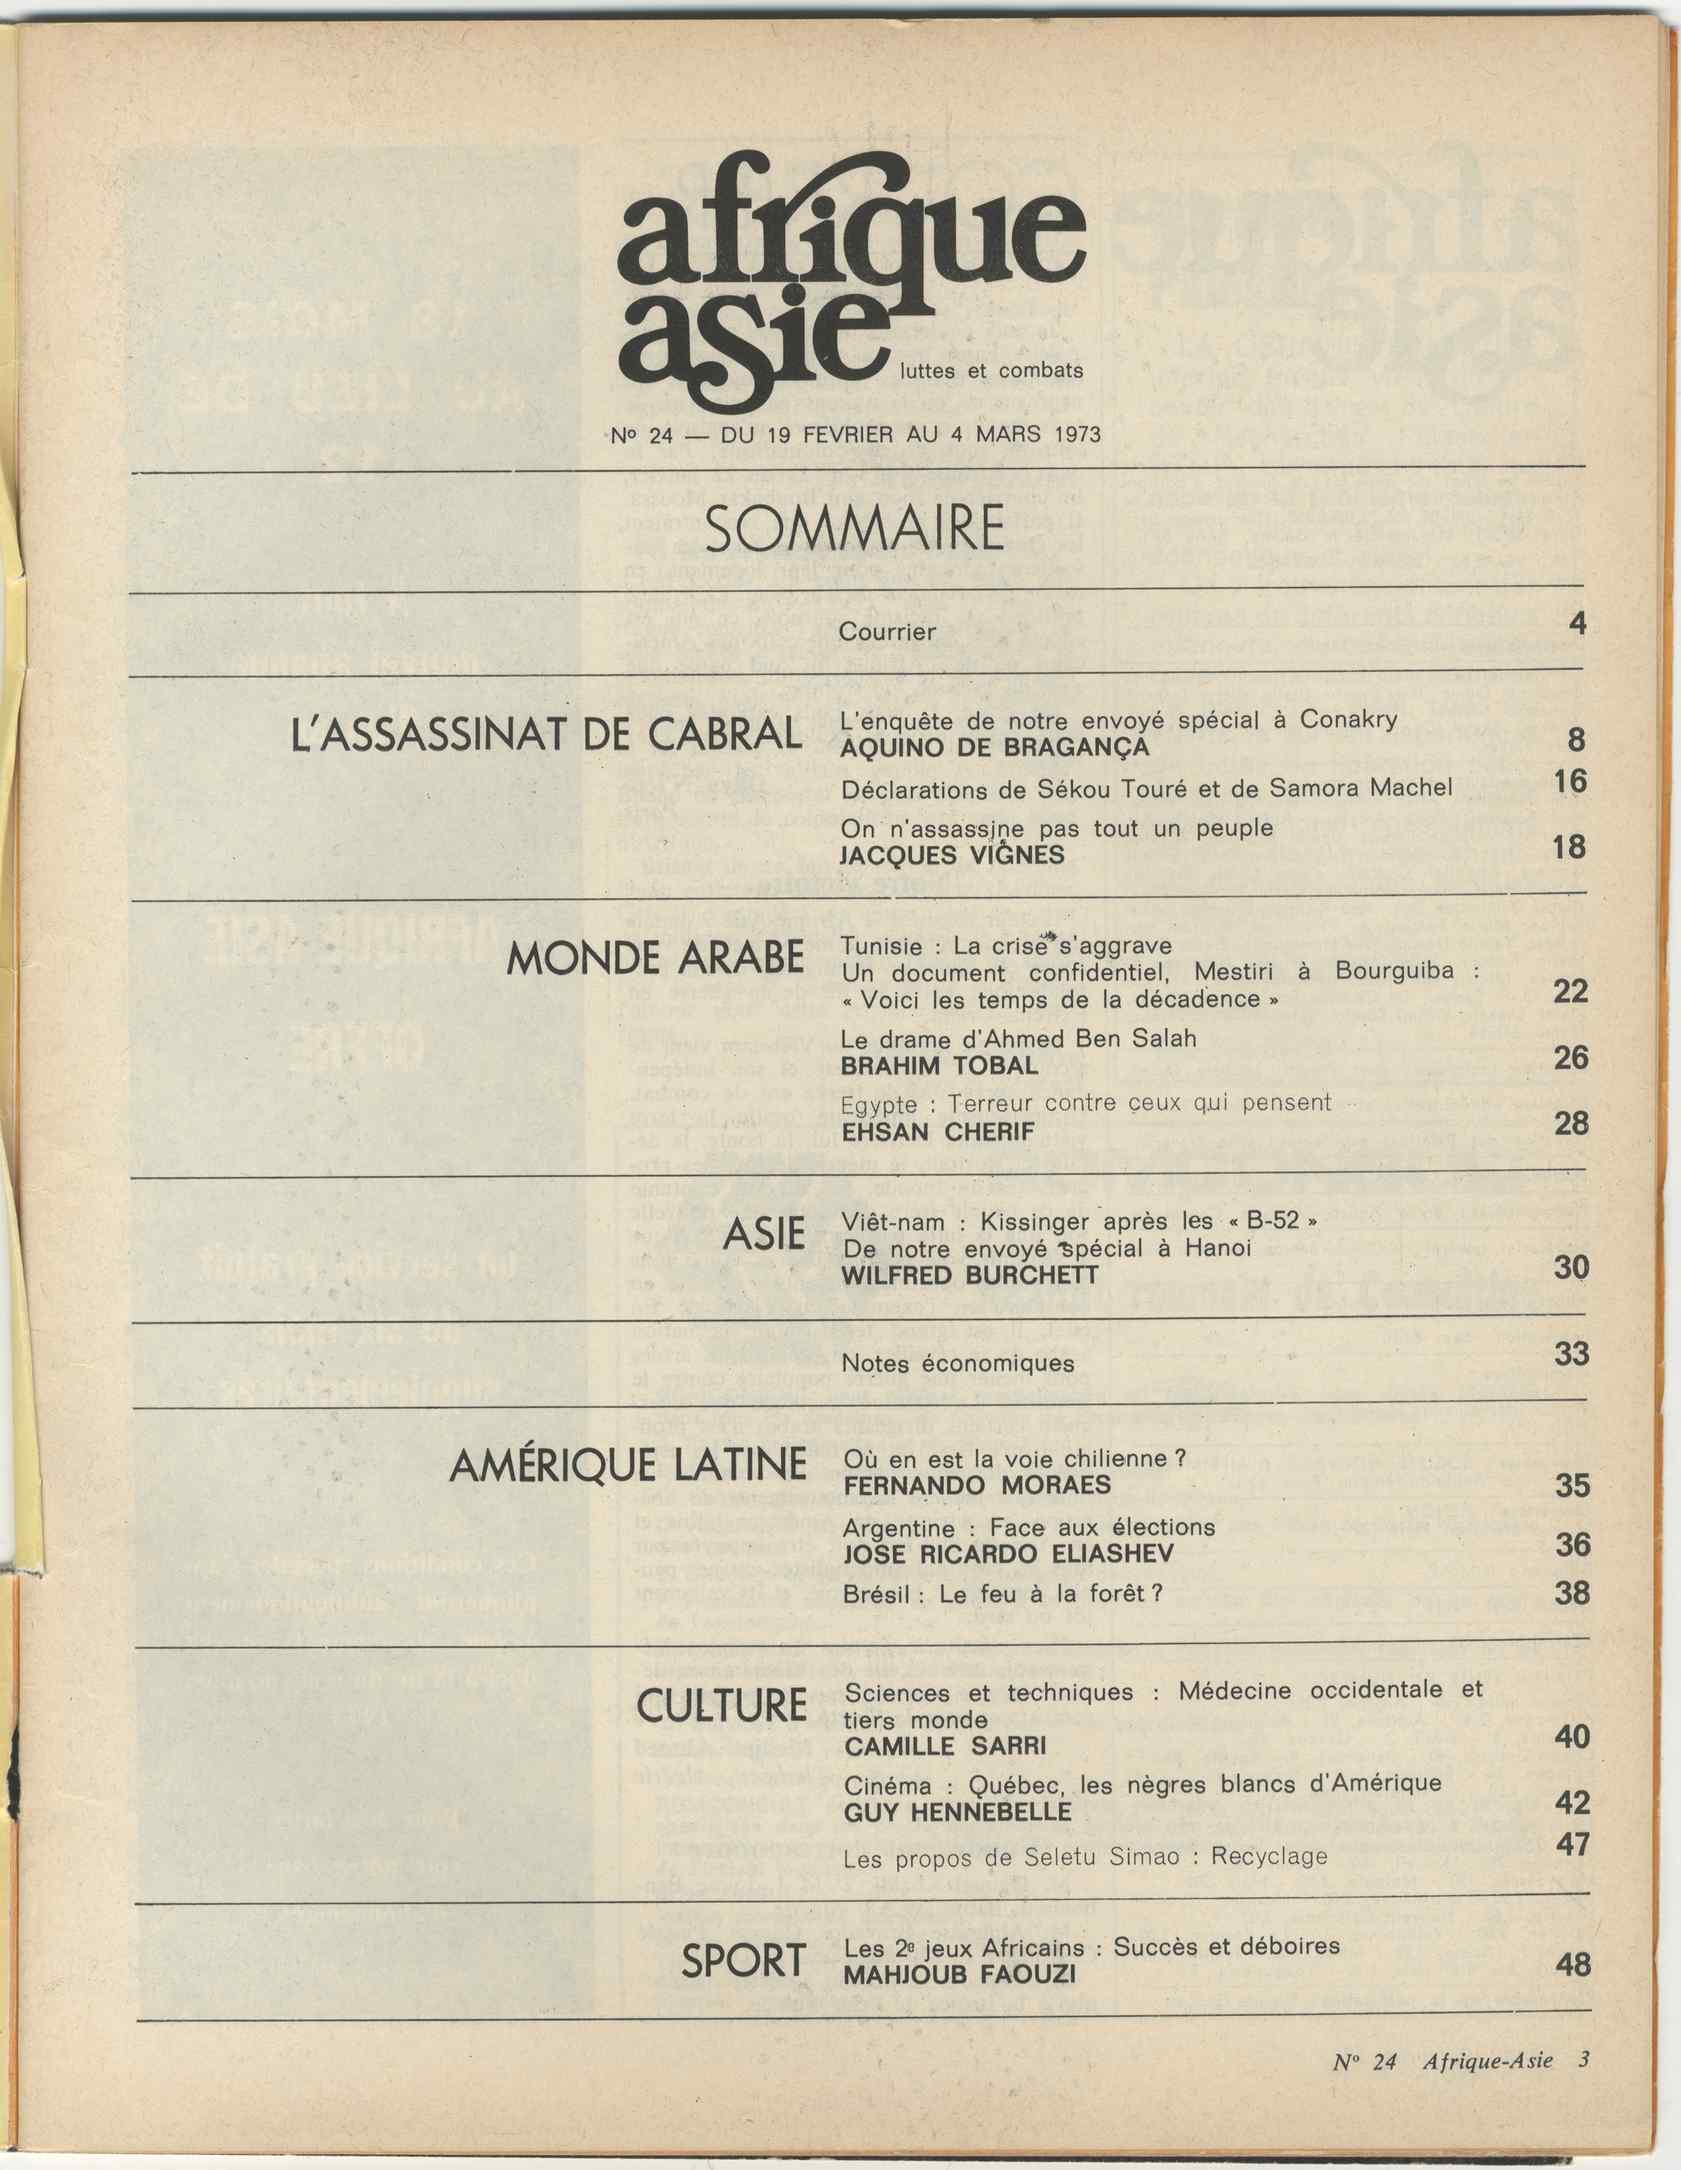 afrique
asie
luttes et combats
Nº 24 — DU 19 FEVRIER AU 4 MARS 1973
SOMMAIRE
Courrier 4
L'ASSASSINAT DE CABRAL
L'enquête de notre envoyé spécial à Conakry
AQUINO DE BRAGANÇA 8
Déclarations de Sékou Touré et de Samora Machel 16
On n'assassine pas tout un peuple
JACQUES VIGNES 18
MONDE ARABE
Tunisie : La crise s'aggrave
Un document confidentiel, Mestiri à Bourguiba :
« Voici les temps de la décadence » 22
Le drame d'Ahmed Ben Salah
BRAHIM TOBAL 26
Egypte : Terreur contre ceux qui pensent
EHSAN CHERIF 28
ASIE
Viêt-nam : Kissinger après les « B-52 »
De notre envoyé spécial à Hanoi
WILFRED BURCHETT 30
Notes économiques 33
AMÉRIQUE LATINE
Où en est la voie chilienne ?
FERNANDO MORAES 35
Argentine : Face aux élections
JOSE RICARDO ELIASHEV 36
Brésil : Le feu à la forêt ? 38
CULTURE
Sciences et techniques : Médecine occidentale et
tiers monde
CAMILLE SARRI 40
Cinéma : Québec, les nègres blancs d'Amérique
GUY HENNEBELLE 42
Les propos de Seletu Simao : Recyclage 47
SPORT
Les 2e jeux Africains : Succès et déboires
MAHJOUB FAOUZI 48
Nº 24 Afrique-Asie 3